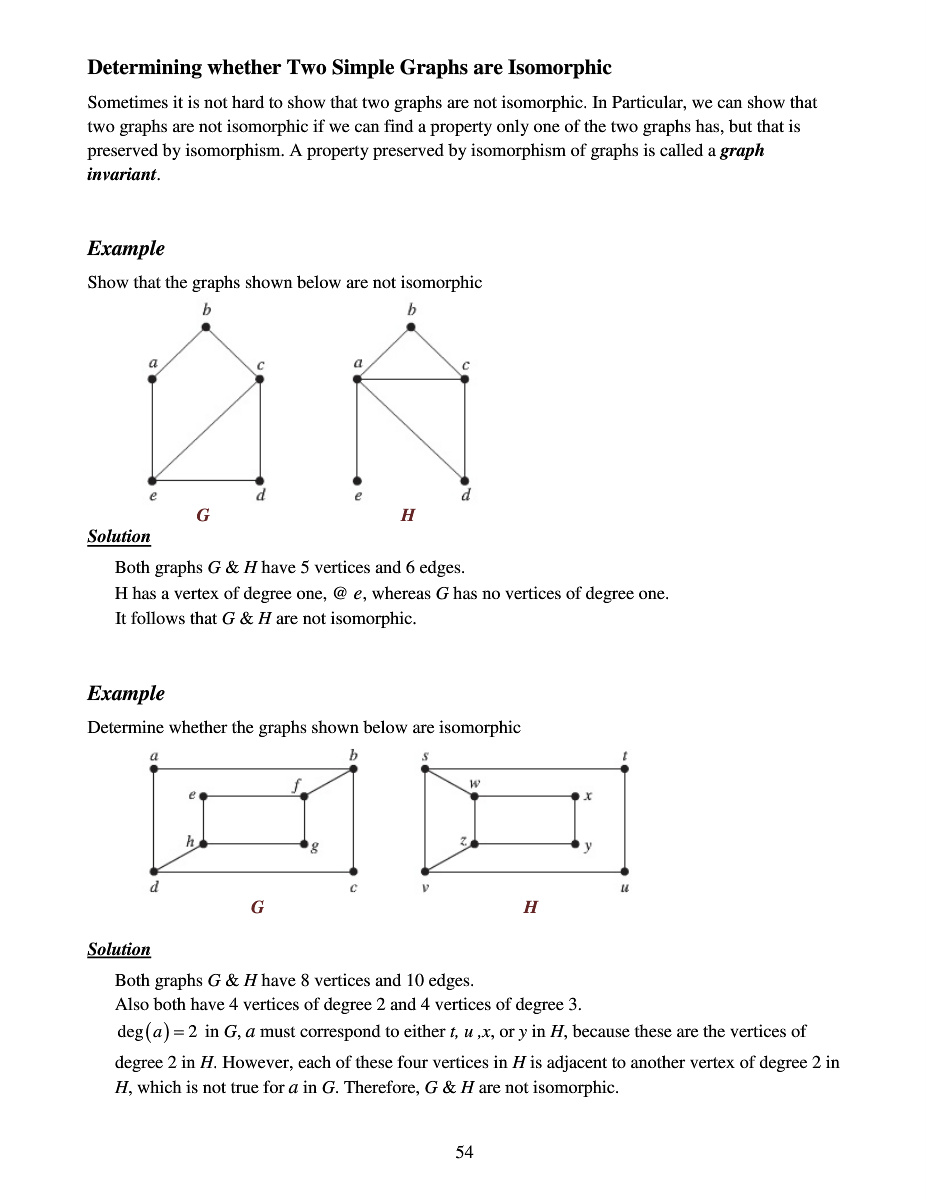 Determining whether Two Simple Graphs are Isomorphic
Sometimes it is not hard to show that two graphs are not isomorphic. In Particular, we can show that
two graphs are not isomorphic if we can find a property only one of the two graphs has, but that is
preserved by isomorphism. A property preserved by isomorphism of graphs is called a graph
invariant.
Example
Show that the graphs shown below are not isomorphic
b b
a c a c
e d e d
G H
Solution
Both graphs G & H have 5 vertices and 6 edges.
H has a vertex of degree one, @ e, whereas G has no vertices of degree one.
It follows that G & H are not isomorphic.
Example
Determine whether the graphs shown below are isomorphic
a b s t
e f w x
h g z y
d c v u
G H
Solution
Both graphs G & H have 8 vertices and 10 edges.
Also both have 4 vertices of degree 2 and 4 vertices of degree 3.
deg(a) = 2 in G, a must correspond to either t, u ,x, or y in H, because these are the vertices of
degree 2 in H. However, each of these four vertices in H is adjacent to another vertex of degree 2 in
H, which is not true for a in G. Therefore, G & H are not isomorphic.
54